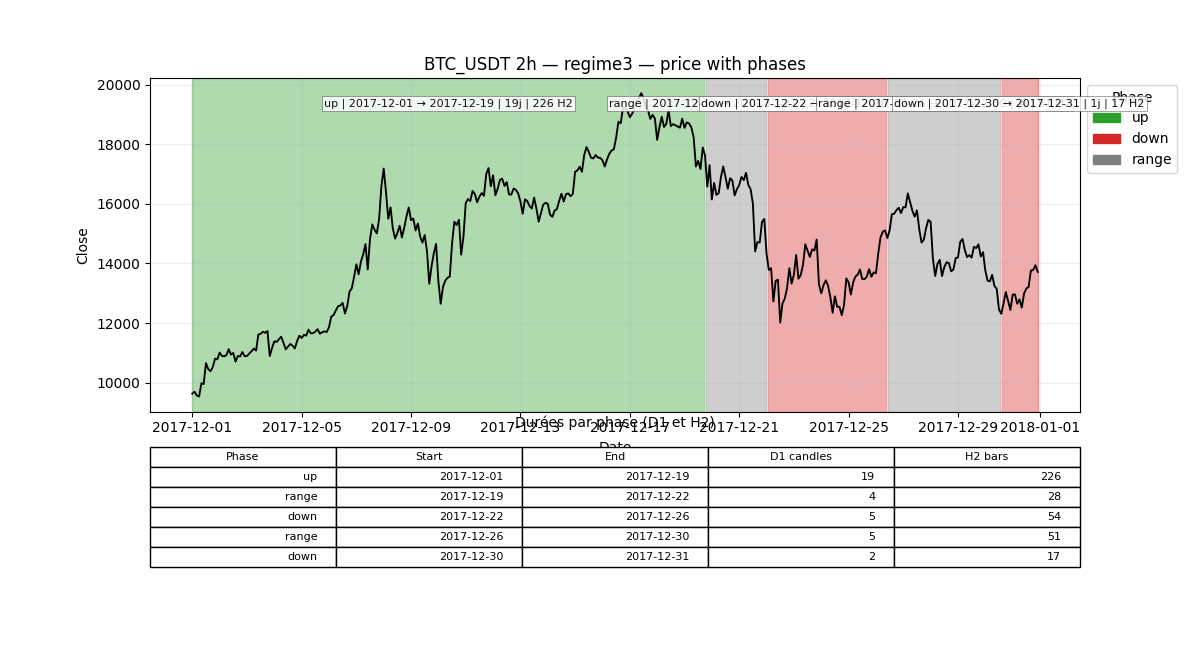 BTC_USDT 2h — regime3 — price with phases
20000
18000
16000
14000
12000
10000
Close
up | 2017-12-01 → 2017-12-19 | 19j | 226 H2
range | 2017-12
down | 2017-12-22
range | 2017-
down | 2017-12-30 → 2017-12-31 | 1j | 17 H2
Phase
up
down
range
2017-12-01 2017-12-05 2017-12-09 2017-12-13 2017-12-17 2017-12-21 2017-12-25 2017-12-29 2018-01-01
Durées par phase (D1 et H2)
Date
Phase Start End D1 candles H2 bars
up 2017-12-01 2017-12-19 19 226
range 2017-12-19 2017-12-22 4 28
down 2017-12-22 2017-12-26 5 54
range 2017-12-26 2017-12-30 5 51
down 2017-12-30 2017-12-31 2 17